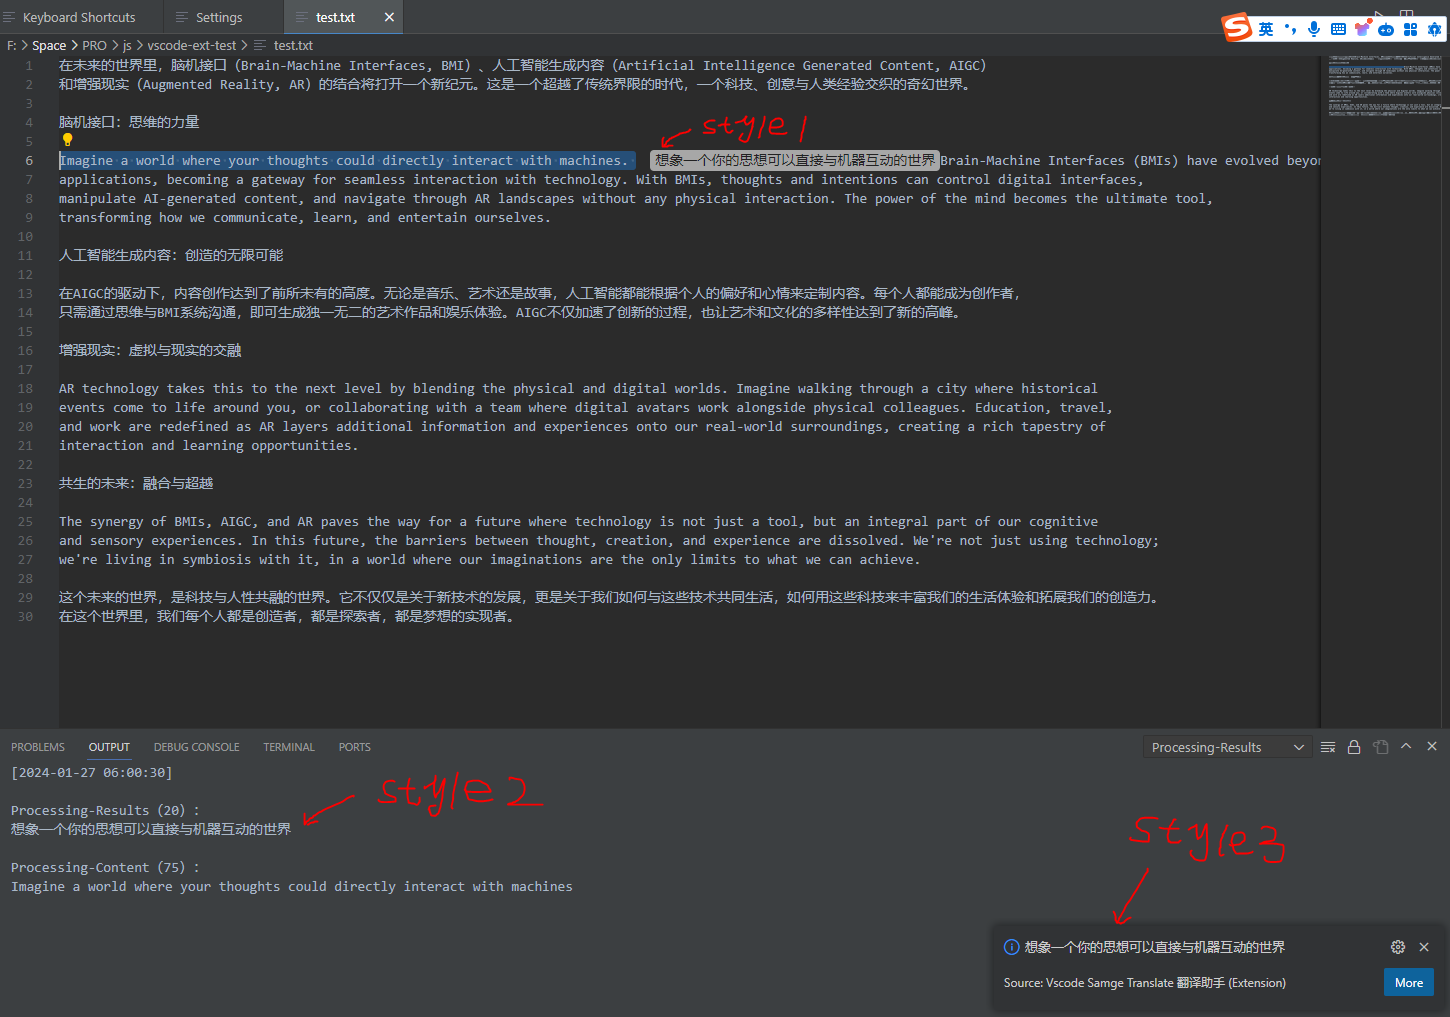 Keyboard Shortcuts
Settings
test.txt
英
F: > Space > PRO > js > vscode-ext-test > test.txt
1 在未来的世界里，脑机接口（Brain-Machine Interfaces, BMI）、人工智能生成内容（Artificial Intelligence Generated Content, AIGC）
2 和增强现实（Augmented Reality, AR）的结合将打开一个新纪元。这是一个超越了传统界限的时代，一个科技、创意与人类经验交织的奇幻世界。
3
4 脑机接口：思维的力量
style1
5
6 Imagine a world where your thoughts could directly interact with machines. 想象一个你的思想可以直接与机器互动的世界 Brain-Machine Interfaces (BMIs) have evolved beyon
7 applications, becoming a gateway for seamless interaction with technology. With BMIs, thoughts and intentions can control digital interfaces,
8 manipulate AI-generated content, and navigate through AR landscapes without any physical interaction. The power of the mind becomes the ultimate tool,
9 transforming how we communicate, learn, and entertain ourselves.
10
11 人工智能生成内容：创造的无限可能
12
13 在AIGC的驱动下，内容创作达到了前所未有的高度。无论是音乐、艺术还是故事，人工智能都能根据个人的偏好和心情来定制内容。每个人都能成为创作者，
14 只需通过思维与BMI系统沟通，即可生成独一无二的艺术作品和娱乐体验。AIGC不仅加速了创新的过程，也让艺术和文化的多样性达到了新的高峰。
15
16 增强现实：虚拟与现实的交融
17
18 AR technology takes this to the next level by blending the physical and digital worlds. Imagine walking through a city where historical
19 events come to life around you, or collaborating with a team where digital avatars work alongside physical colleagues. Education, travel,
20 and work are redefined as AR layers additional information and experiences onto our real-world surroundings, creating a rich tapestry of
21 interaction and learning opportunities.
22
23 共生的未来：融合与超越
24
25 The synergy of BMIs, AIGC, and AR paves the way for a future where technology is not just a tool, but an integral part of our cognitive
26 and sensory experiences. In this future, the barriers between thought, creation, and experience are dissolved. We're not just using technology;
27 we're living in symbiosis with it, in a world where our imaginations are the only limits to what we can achieve.
28
29 这个未来的世界，是科技与人性共融的世界。它不仅仅是关于新技术的发展，更是关于我们如何与这些技术共同生活，如何用这些科技来丰富我们的生活体验和拓展我们的创造力。
30 在这个世界里，我们每个人都是创造者，都是探索者，都是梦想的实现者。
PROBLEMS OUTPUT DEBUG CONSOLE TERMINAL PORTS
Processing-Results
[2024-01-27 06:00:30]
style2
Processing-Results (20) :
想象一个你的思想可以直接与机器互动的世界
style3
Processing-Content (75) :
Imagine a world where your thoughts could directly interact with machines
想象一个你的思想可以直接与机器互动的世界
Source: Vscode Samge Translate 翻译助手 (Extension)
More